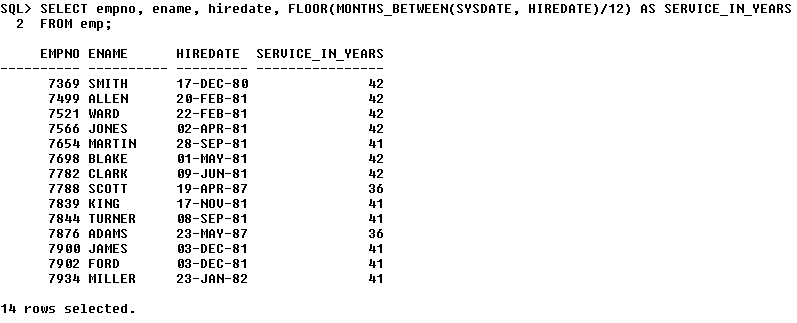 SQL> SELECT empno, ename, hiredate, FLOOR(MONTHS_BETWEEN(SYSDATE, HIREDATE)/12) AS SERVICE_IN_YEARS
  2  FROM emp;

     EMPNO ENAME      HIREDATE  SERVICE_IN_YEARS
---------- ---------- --------- ----------------
      7369 SMITH      17-DEC-80               42
      7499 ALLEN      20-FEB-81               42
      7521 WARD       22-FEB-81               42
      7566 JONES      02-APR-81               42
      7654 MARTIN     28-SEP-81               41
      7698 BLAKE      01-MAY-81               42
      7782 CLARK      09-JUN-81               42
      7788 SCOTT      19-APR-87               36
      7839 KING       17-NOV-81               41
      7844 TURNER     08-SEP-81               41
      7876 ADAMS      23-MAY-87               36
      7900 JAMES      03-DEC-81               41
      7902 FORD       03-DEC-81               41
      7934 MILLER     23-JAN-82               41

14 rows selected.